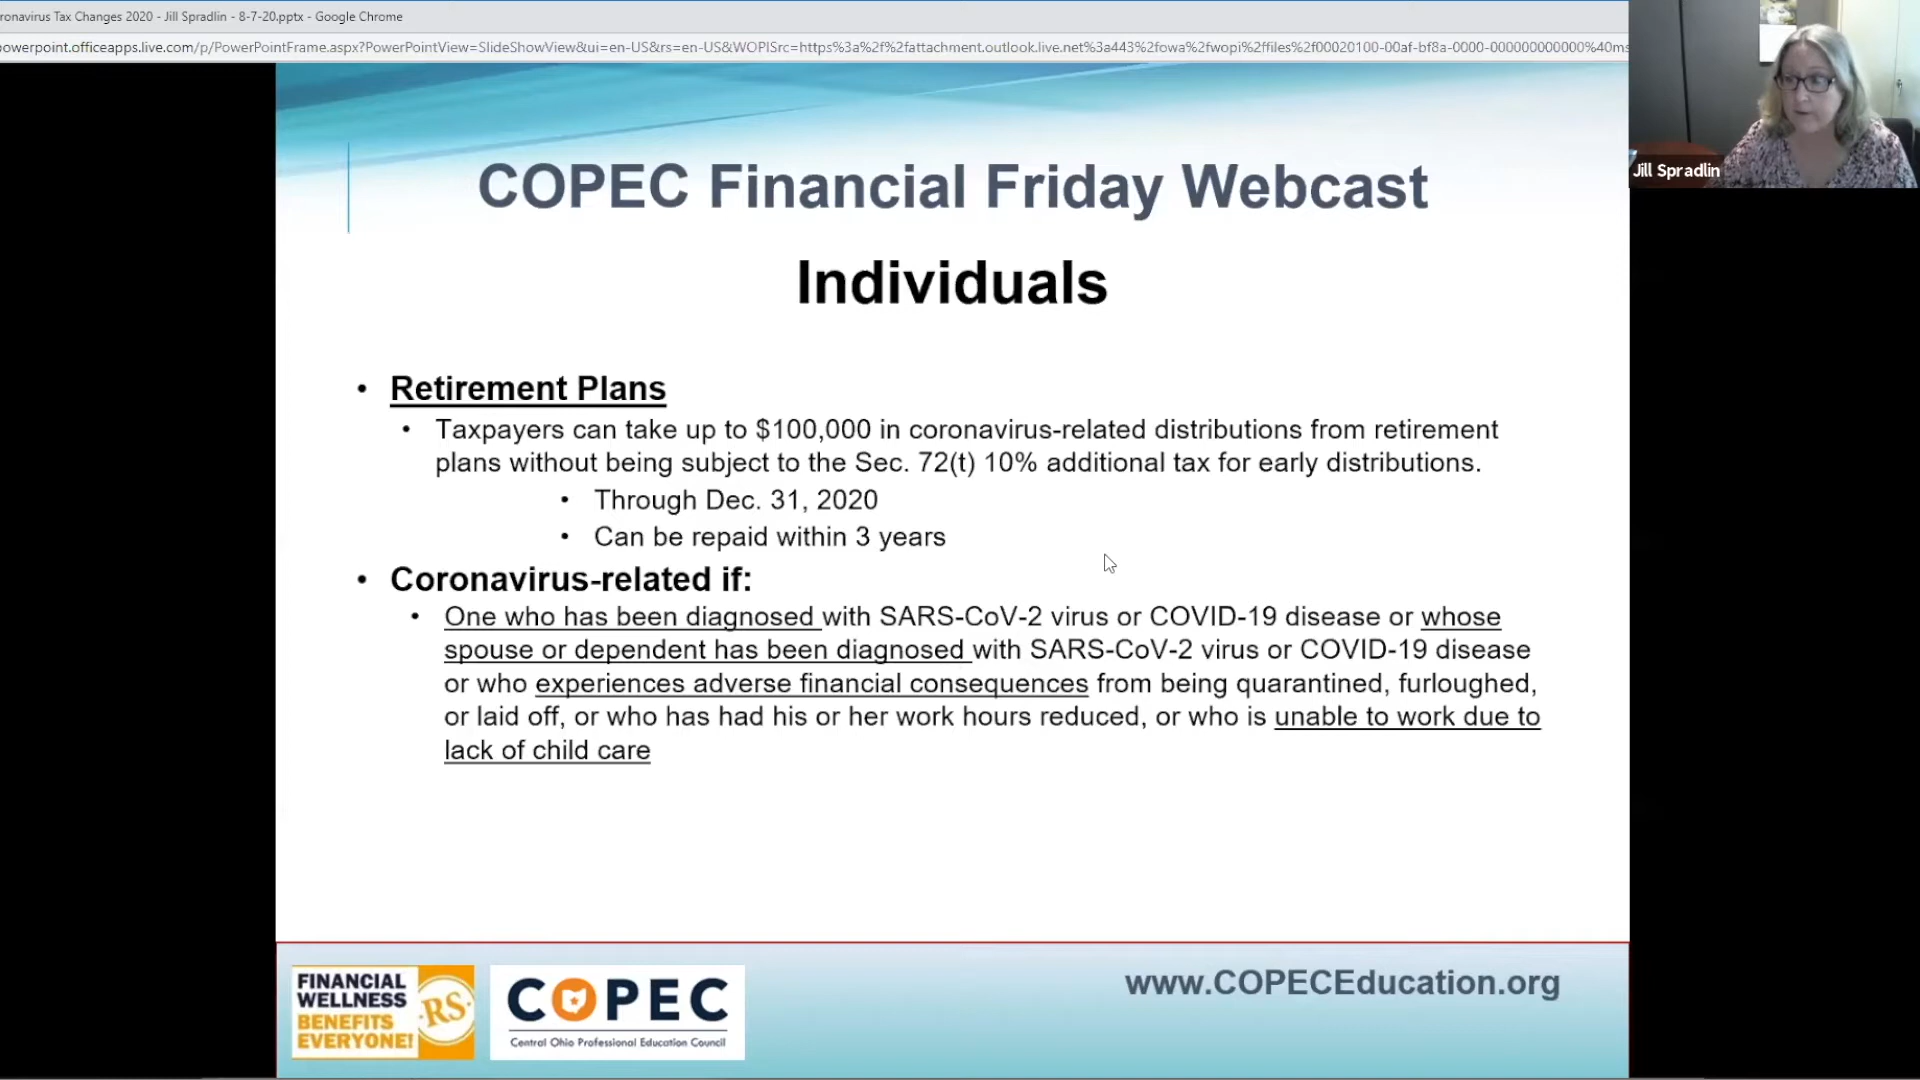 ronavirus Tax Changes 2020 - Jill Spradlin - 8-7-20.pptx - Google Chrome
powerpoint.officeapps.live.com/p/PowerPointFrame.aspx?PowerPointView=SlideShowView&ui=en-US&rs=en-US&WOPISrc=https%3a%2f%2fattachment.outlook.live.net%3a443%2fowa%2fwopi%2ffiles%2f00020100-00af-bf8a-0000-000000000000%40ms
Jill Spradlin
COPEC Financial Friday Webcast
Individuals
• Retirement Plans
• Taxpayers can take up to $100,000 in coronavirus-related distributions from retirement
plans without being subject to the Sec. 72(t) 10% additional tax for early distributions.
• Through Dec. 31, 2020
• Can be repaid within 3 years
• Coronavirus-related if:
• One who has been diagnosed with SARS-CoV-2 virus or COVID-19 disease or whose
spouse or dependent has been diagnosed with SARS-CoV-2 virus or COVID-19 disease
or who experiences adverse financial consequences from being quarantined, furloughed,
or laid off, or who has had his or her work hours reduced, or who is unable to work due to
lack of child care
FINANCIAL
WELLNESS
BENEFITS
EVERYONE!
RS
COPEC
Central Ohio Professional Education Council
www.COPECEducation.org